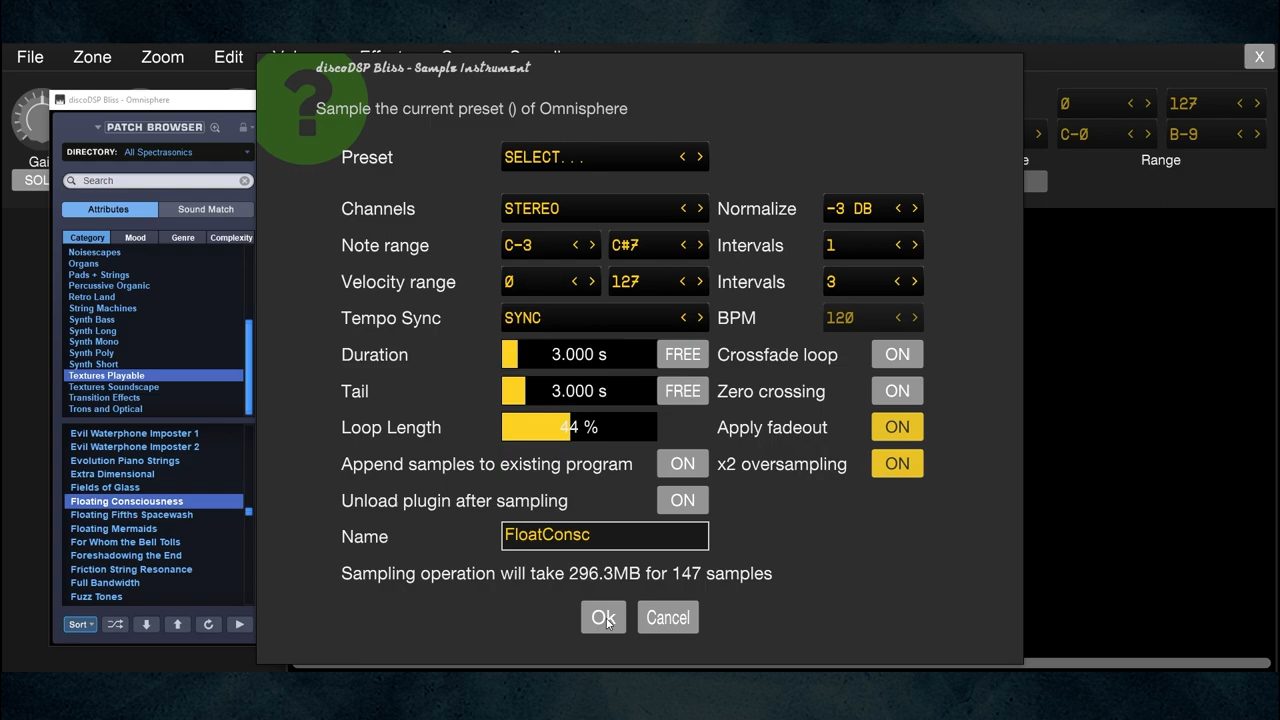 File Zone Zoom Edit
X
discoDSP Bliss - Omnisphere
PATCH BROWSER
DIRECTORY: All Spectrasonics
Search
Attributes Sound Match
Category Mood Genre Complexity
Noisescapes
Organs
Pads + Strings
Percussive Organic
Retro Land
String Machines
Synth Bass
Synth Long
Synth Mono
Synth Poly
Synth Short
Textures Playable
Textures Soundscape
Transition Effects
Trons and Optical
Evil Waterphone Imposter 1
Evil Waterphone Imposter 2
Evolution Piano Strings
Extra Dimensional
Fields of Glass
Floating Consciousness
Floating Fifths Spacewash
Floating Mermaids
For Whom the Bell Tolls
Foreshadowing the End
Friction String Resonance
Full Bandwidth
Fuzz Tones
Sort
discoDSP Bliss - Sample Instrument
Sample the current preset () of Omnisphere
Preset SELECT... < >
Channels STEREO < > Normalize -3 DB < >
Note range C-3 < > C#7 < > Intervals 1 < >
Velocity range 0 < > 127 < > Intervals 3 < >
Tempo Sync SYNC < > BPM 120 < >
Duration 3.000 s FREE Crossfade loop ON
Tail 3.000 s FREE Zero crossing ON
Loop Length 44 % Apply fadeout ON
Append samples to existing program ON x2 oversampling ON
Unload plugin after sampling ON
Name FloatConsc
Sampling operation will take 296.3MB for 147 samples
Ok Cancel
0 < > 127 < >
C-0 < > B-9 < >
Range